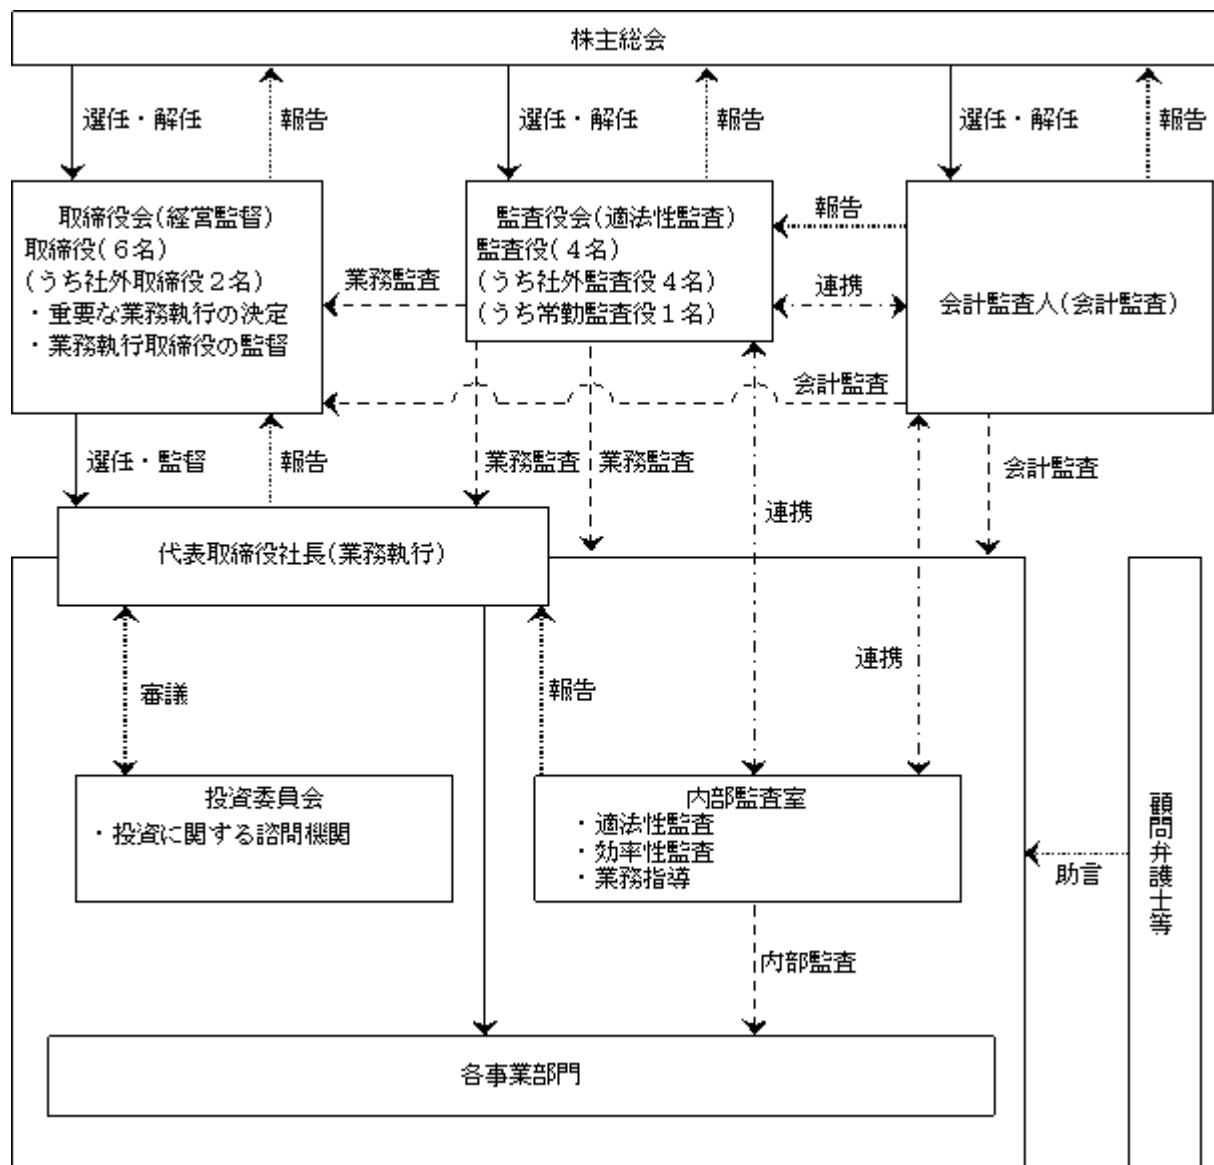 株主総会
選任・解任
報告
選任・解任
報告
選任・解任
報告
取締役会(経営監督)
取締役(6名)
(うち社外取締役2名)
・重要な業務執行の決定
・業務執行取締役の監督
業務監査
監査役会(適法性監査)
監査役(4名)
(うち社外監査役4名)
(うち常勤監査役1名)
報告
連携
会計監査人(会計監査)
会計監査
選任・監督
報告
業務監査
業務監査
会計監査
連携
代表取締役社長(業務執行)
連携
審議
報告
投資委員会
・投資に関する諮問機関
内部監査室
・適法性監査
・効率性監査
・業務指導
助言
顧問弁護士等
内部監査
各事業部門